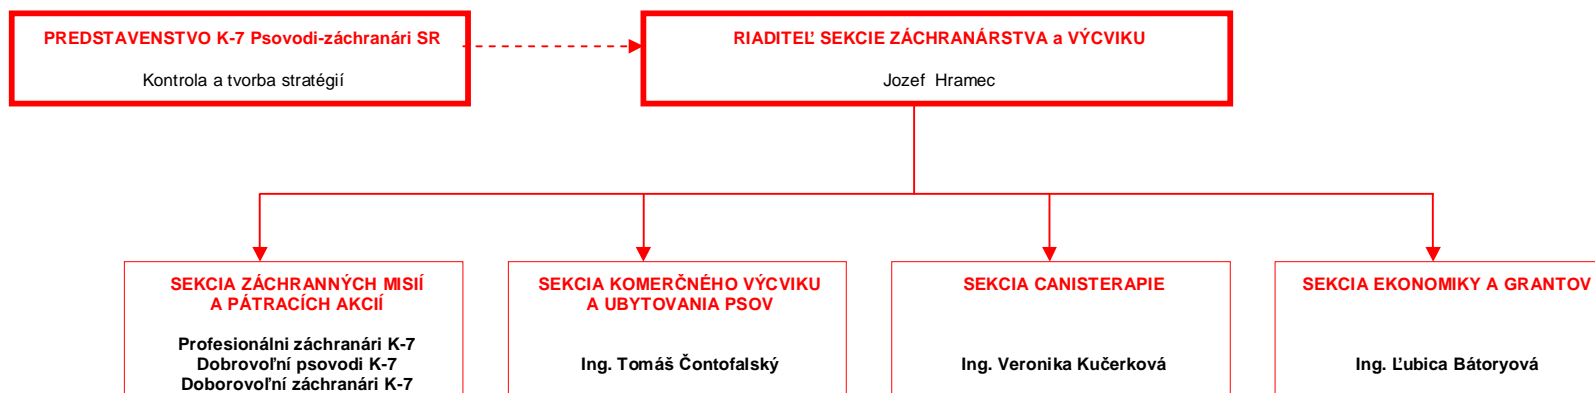 PREDSTAVENSTVO K-7 Psovodi-záchranári SR
Kontrola a tvorba stratégií
RIADITEĽ SEKCIE ZÁCHRANÁRSTVA a VÝCVIKU
Jozef Hramec
SEKCIA ZÁCHRANNÝCH MISIÍ
A PÁTRACÍCH AKCIÍ
Profesionálni záchranári K-7
Dobrovoľní psovodi K-7
Doborovoľní záchranári K-7
SEKCIA KOMERČNÉHO VÝCVIKU
A UBYTOVANIA PSOV
Ing. Tomáš Čontofalský
SEKCIA CANISTERAPIE
Ing. Veronika Kučerková
SEKCIA EKONOMIKY A GRANTOV
Ing. Ľubica Bátoryová